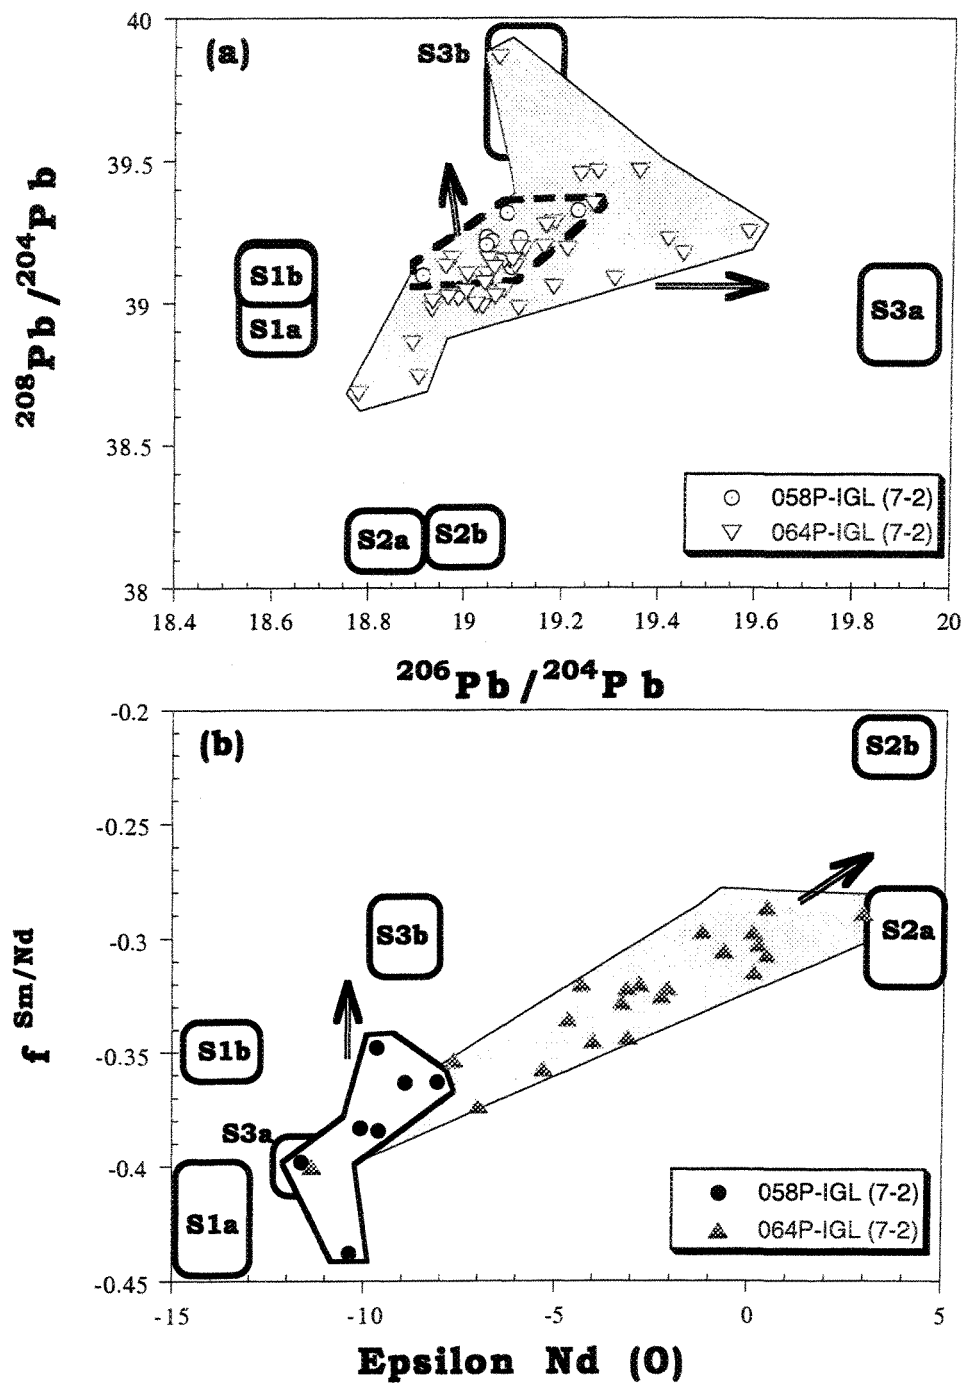 40
(a)
S3b
39.5
S1b
39
S1a
S3a
38.5
058P-IGL (7-2)
064P-IGL (7-2)
S2a
S2b
38
18.4 18.6 18.8 19 19.2 19.4 19.6 19.8 20
208Pb/204Pb
206Pb/204Pb
-0.2
(b)
S2b
-0.25
S3b
-0.3
S2a
S1b
-0.35
S3a
-0.4
S1a
058P-IGL (7-2)
064P-IGL (7-2)
-0.45
-15 -10 -5 0 5
f Sm/Nd
Epsilon Nd (0)